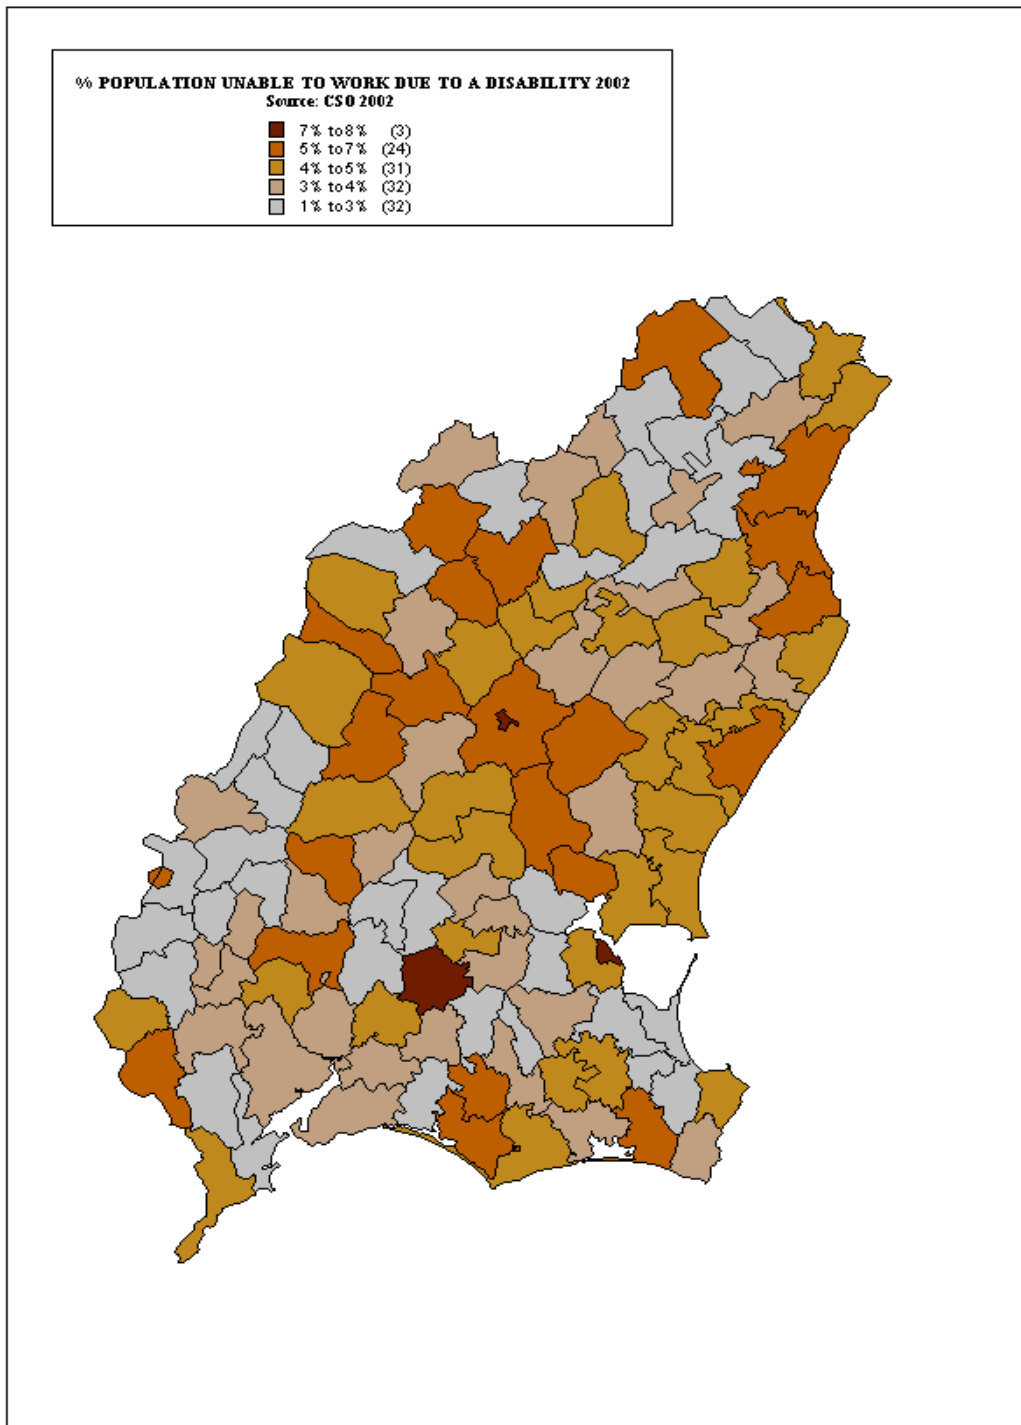 % POPULATION UNABLE TO WORK DUE TO A DISABILITY 2002
Source: CSO 2002
7% to 8% (3)
5% to 7% (24)
4% to 5% (31)
3% to 4% (32)
1% to 3% (32)